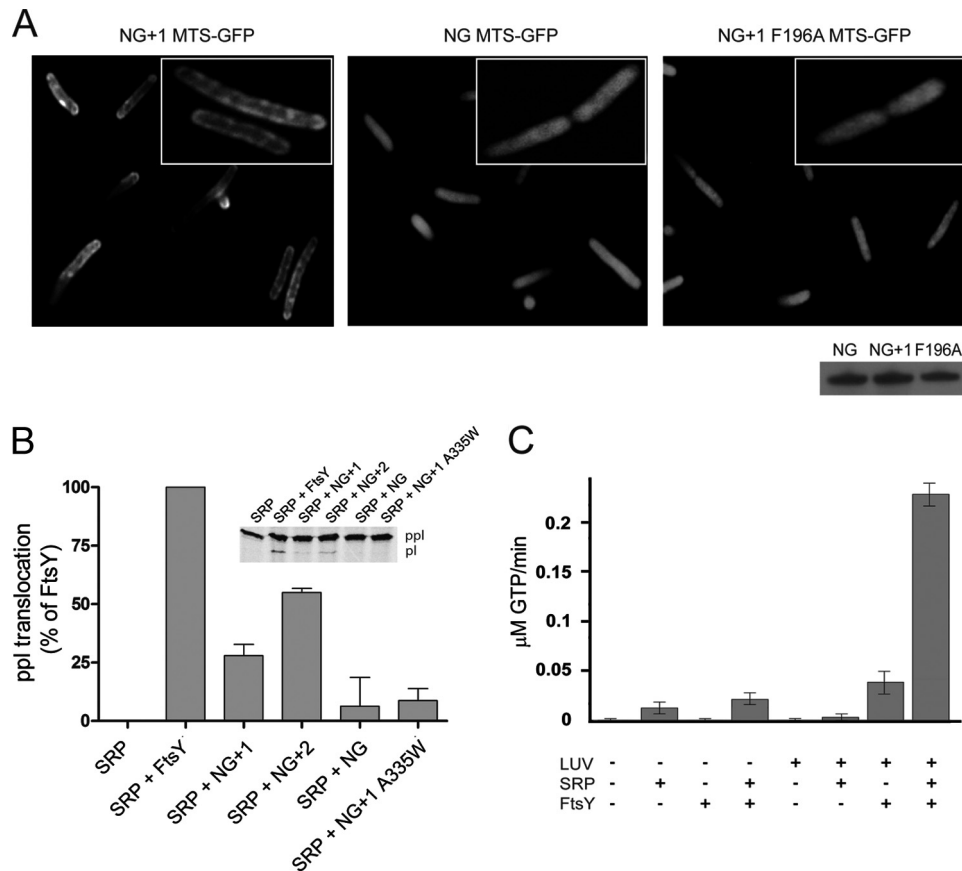 A
NG+1 MTS-GFP
NG MTS-GFP
NG+1 F196A MTS-GFP
NG NG+1 F196A
B
ppl translocation
(% of FtsY)
100
75
50
25
0
SRP
SRP + FtsY
SRP + NG+1
SRP + NG+2
SRP + NG
SRP + NG+1 A335W
ppl
pl
SRP
SRP + FtsY
SRP + NG+1
SRP + NG+2
SRP + NG
SRP + NG+1 A335W
C
µM GTP/min
0.2
0.15
0.1
0.05
0
LUV - - - - + + + +
SRP - + - + - + - +
FtsY - - + + - - + +